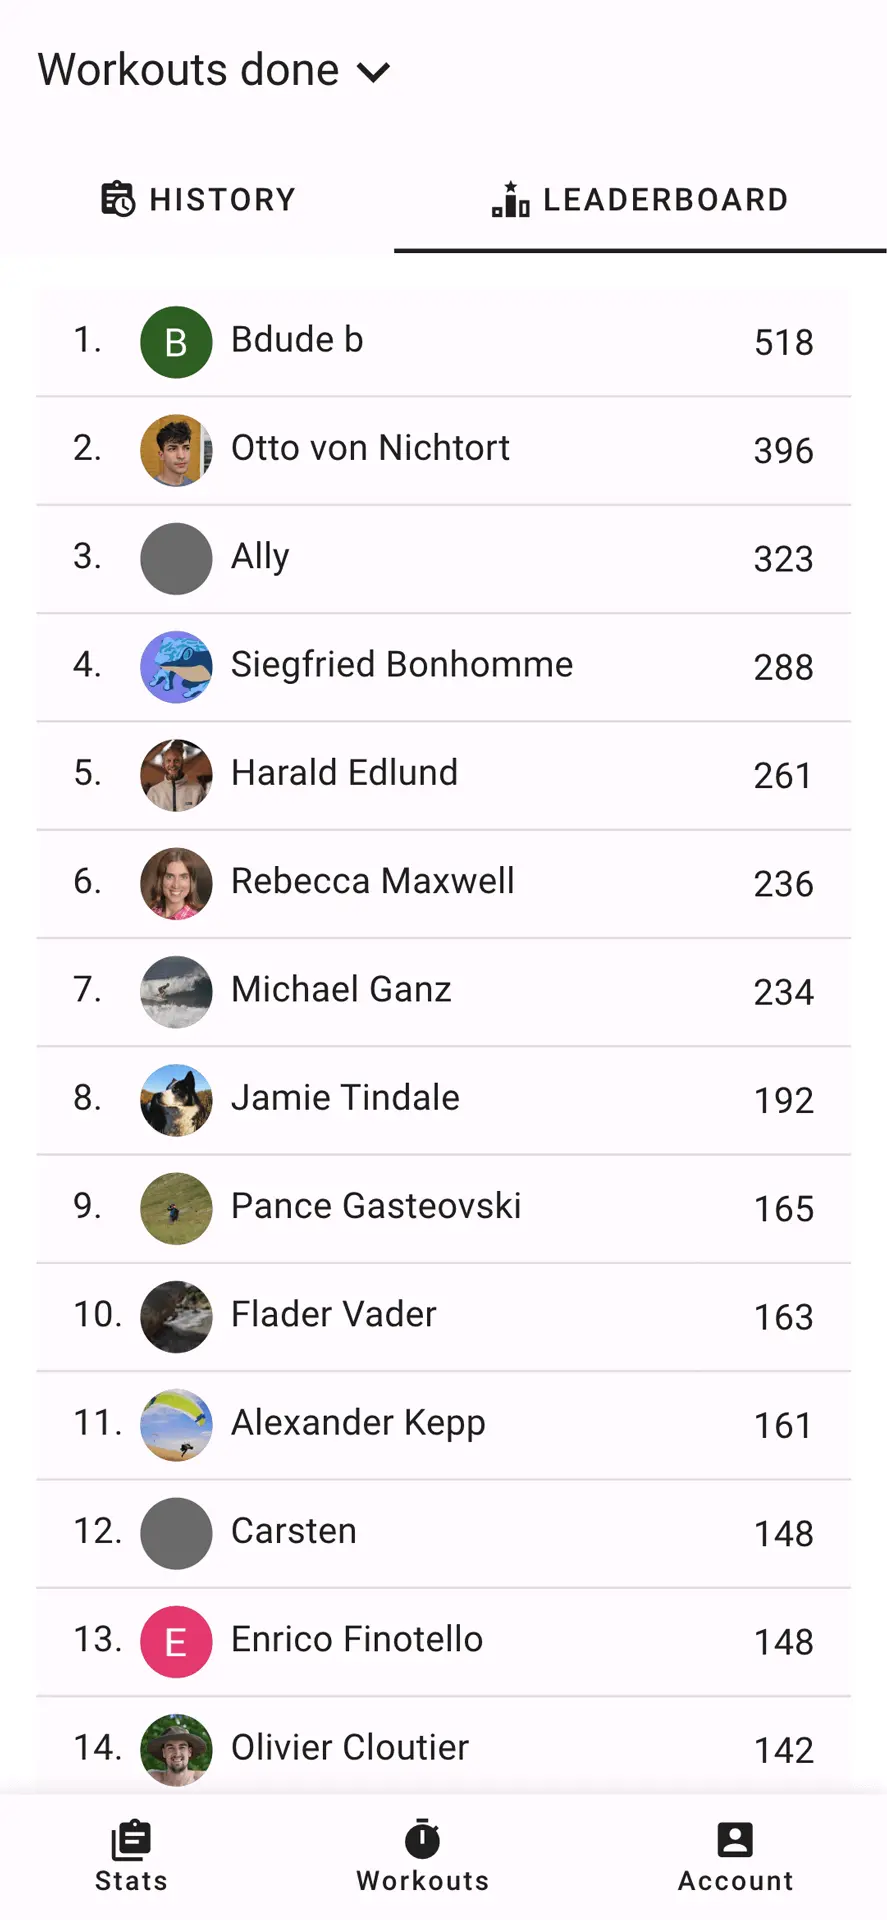 Workouts done
HISTORY
LEADERBOARD
1. B Bdude b 518
2. Otto von Nichtort 396
3. Ally 323
4. Siegfried Bonhomme 288
5. Harald Edlund 261
6. Rebecca Maxwell 236
7. Michael Ganz 234
8. Jamie Tindale 192
9. Pance Gasteovski 165
10. Flader Vader 163
11. Alexander Kepp 161
12. Carsten 148
13. E Enrico Finotello 148
14. Olivier Cloutier 142
Stats
Workouts
Account